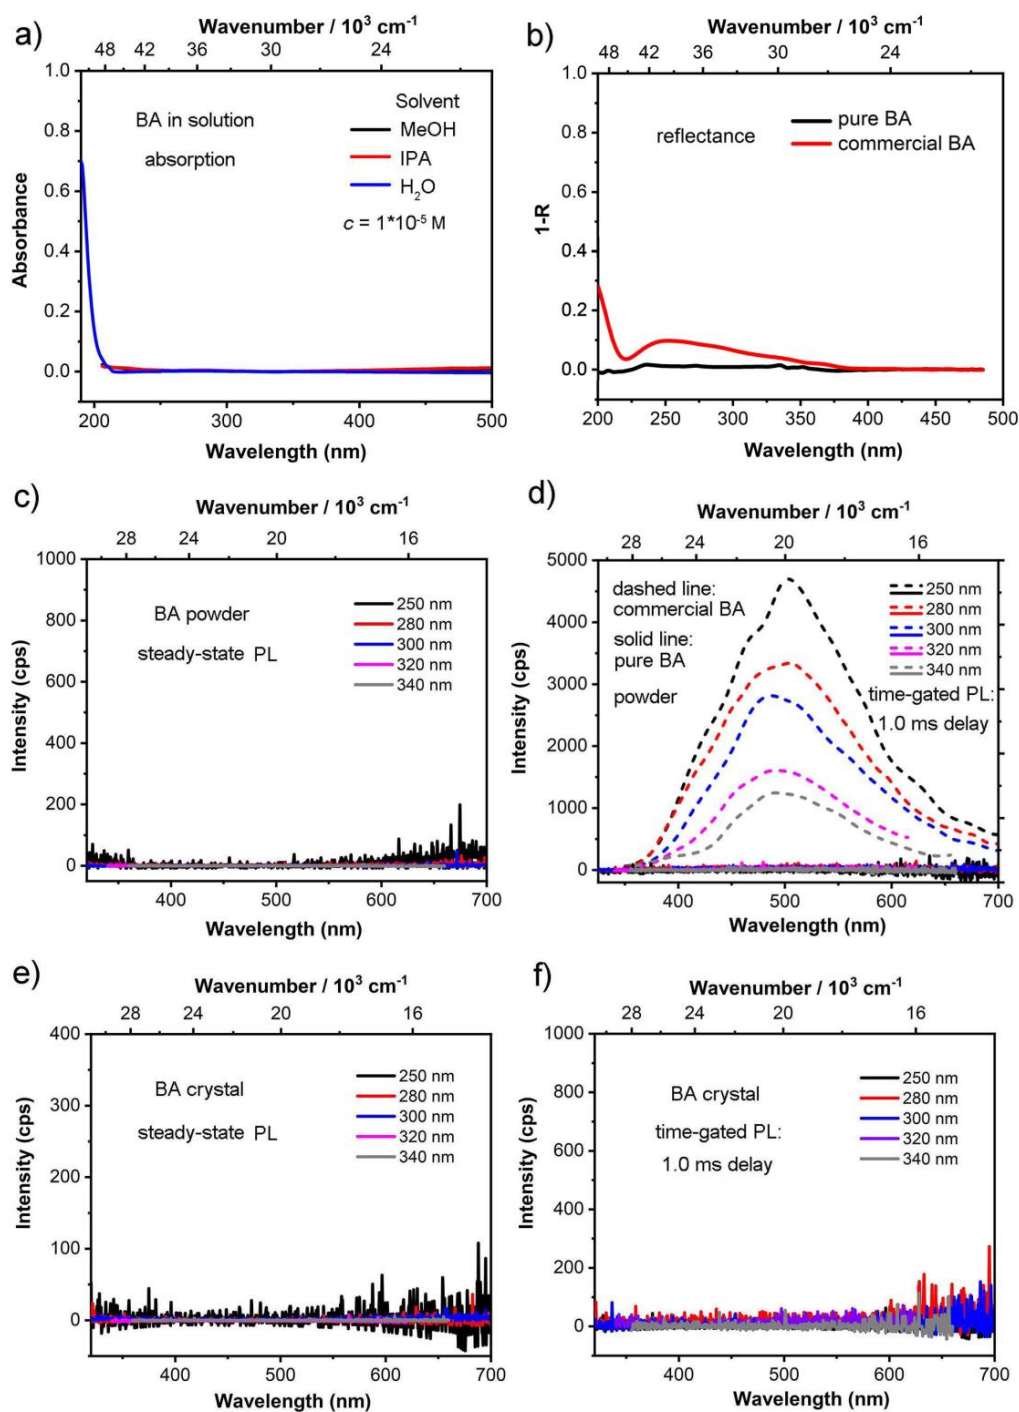 a)
Wavenumber / 10³ cm⁻¹
48 42 36 30 24
1.0
0.8
0.6
0.4
0.2
0.0
Absorbance
BA in solution
absorption
Solvent
MeOH
IPA
H₂O
c = 1*10⁻⁵ M
200 300 400 500
Wavelength (nm)
b)
Wavenumber / 10³ cm⁻¹
48 42 36 30 24
1.0
0.8
0.6
0.4
0.2
0.0
1-R
reflectance
pure BA
commercial BA
200 250 300 350 400 450 500
Wavelength (nm)
c)
Wavenumber / 10³ cm⁻¹
28 24 20 16
1000
800
600
400
200
0
Intensity (cps)
BA powder
steady-state PL
250 nm
280 nm
300 nm
320 nm
340 nm
400 500 600 700
Wavelength (nm)
d)
Wavenumber / 10³ cm⁻¹
28 24 20 16
5000
4000
3000
2000
1000
0
Intensity (cps)
dashed line:
commercial BA
solid line:
pure BA
powder
250 nm
280 nm
300 nm
320 nm
340 nm
time-gated PL:
1.0 ms delay
400 500 600 700
Wavelength (nm)
e)
Wavenumber / 10³ cm⁻¹
28 24 20 16
400
300
200
100
0
Intensity (cps)
BA crystal
steady-state PL
250 nm
280 nm
300 nm
320 nm
340 nm
400 500 600 700
Wavelength (nm)
f)
Wavenumber / 10³ cm⁻¹
28 24 20 16
1000
800
600
400
200
0
Intensity (cps)
BA crystal
time-gated PL:
1.0 ms delay
250 nm
280 nm
300 nm
320 nm
340 nm
400 500 600 700
Wavelength (nm)